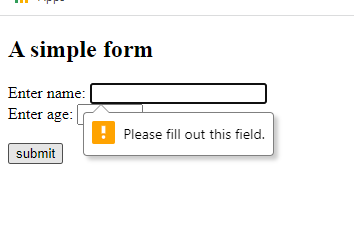 A simple form
Enter name:
Enter age:
Please fill out this field.
submit